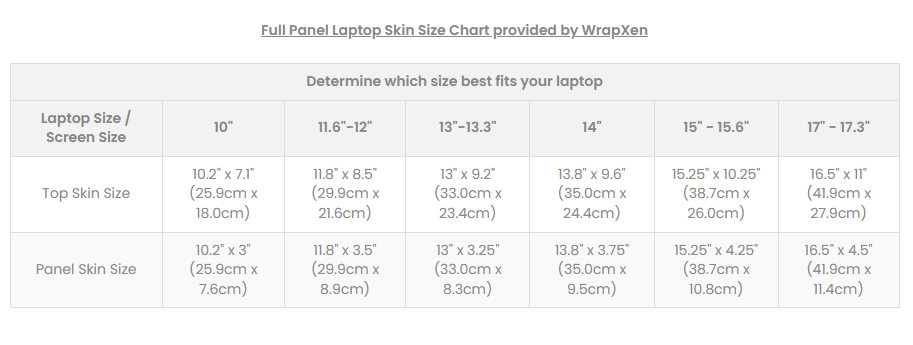 Full Panel Laptop Skin Size Chart provided by WrapXen
Determine which size best fits your laptop
Laptop Size /
Screen Size
10"
11.6"-12"
13"-13.3"
14"
15" - 15.6"
17" - 17.3"
Top Skin Size
10.2" x 7.1"
(25.9cm x
18.0cm)
11.8" x 8.5"
(29.9cm x
21.6cm)
13" x 9.2"
(33.0cm x
23.4cm)
13.8" x 9.6"
(35.0cm x
24.4cm)
15.25" x 10.25"
(38.7cm x
26.0cm)
16.5" x 11"
(41.9cm x
27.9cm)
Panel Skin Size
10.2" x 3"
(25.9cm x
7.6cm)
11.8" x 3.5"
(29.9cm x
8.9cm)
13" x 3.25"
(33.0cm x
8.3cm)
13.8" x 3.75"
(35.0cm x
9.5cm)
15.25" x 4.25"
(38.7cm x
10.8cm)
16.5" x 4.5"
(41.9cm x
11.4cm)